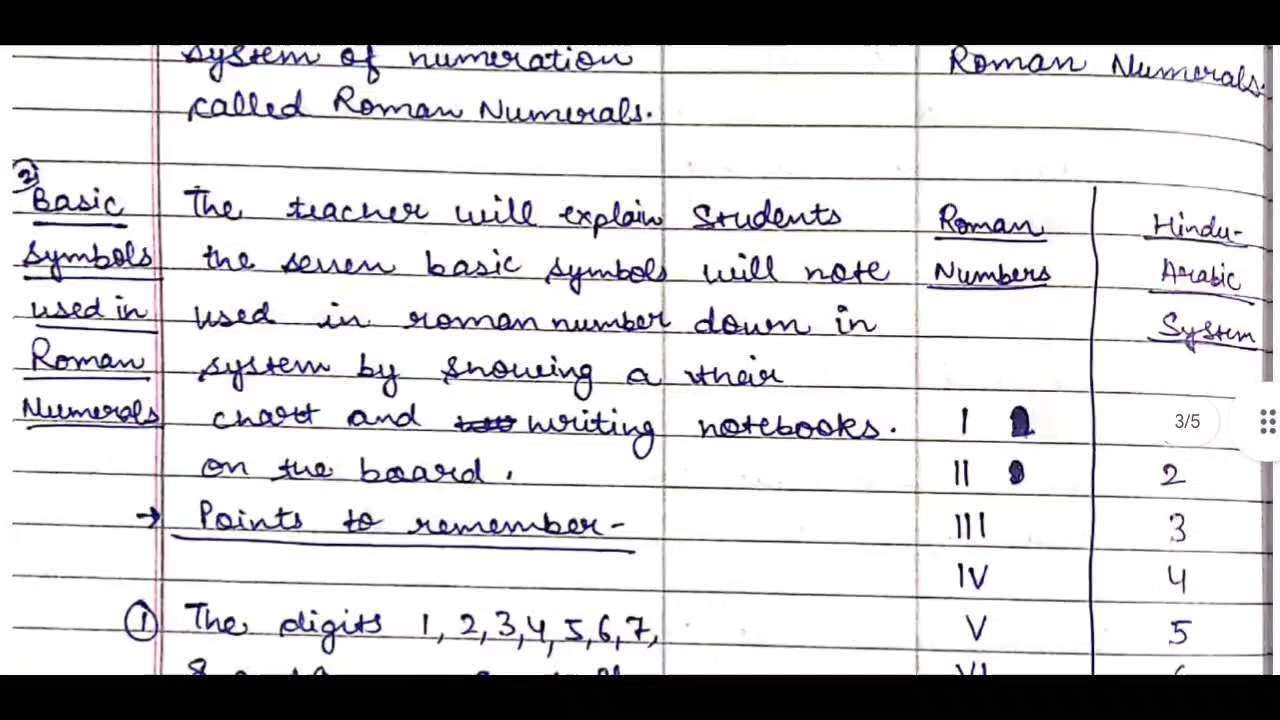 system of numeration
called Roman Numerals.
Roman Numerals.
2)
Basic
symbols
used in
Roman
Numerals
The teacher will explain
the seven basic symbols
used in roman number
system by showing a
chart and writing
on the board.
→ Points to remember-
① The digits 1, 2, 3, 4, 5, 6, 7,
Students
will note
down in
their
notebooks.
Roman Numbers
Hindu-Arabic System
I
II 2
III 3
IV 4
V 5
VI 6
3/5